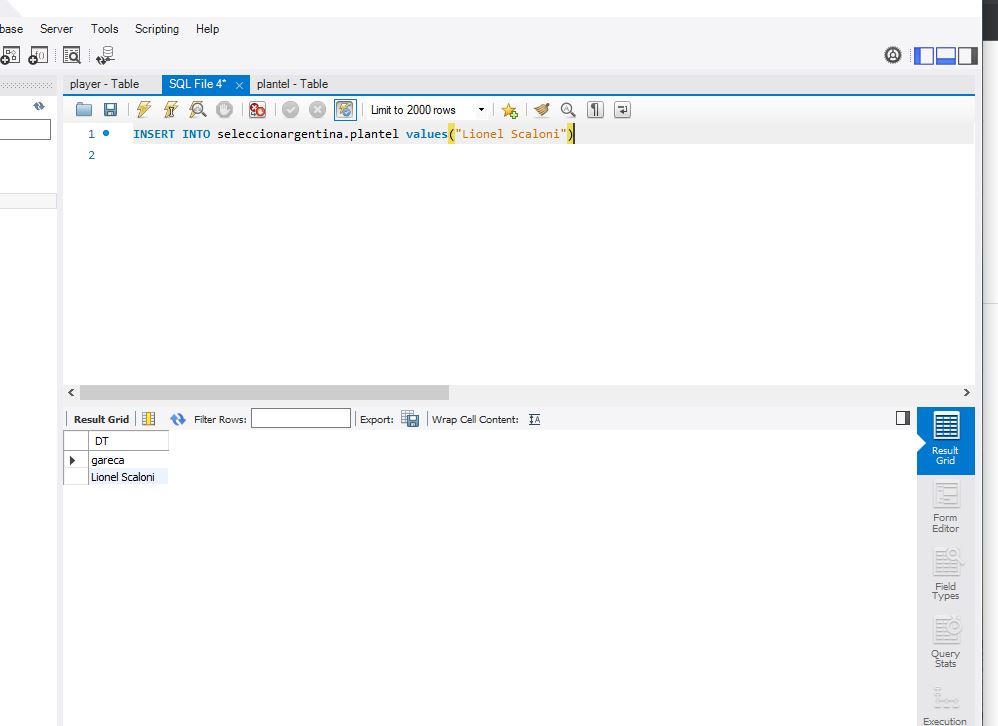 base Server Tools Scripting Help
player - Table SQL File 4* plantel - Table
Limit to 2000 rows
1 INSERT INTO seleccionargentina.plantel values("Lionel Scaloni")
2
Result Grid Filter Rows: Export: Wrap Cell Content:
DT
gareca
Lionel Scaloni
Result
Grid
Form
Editor
Field
Types
Query
Stats
Execution